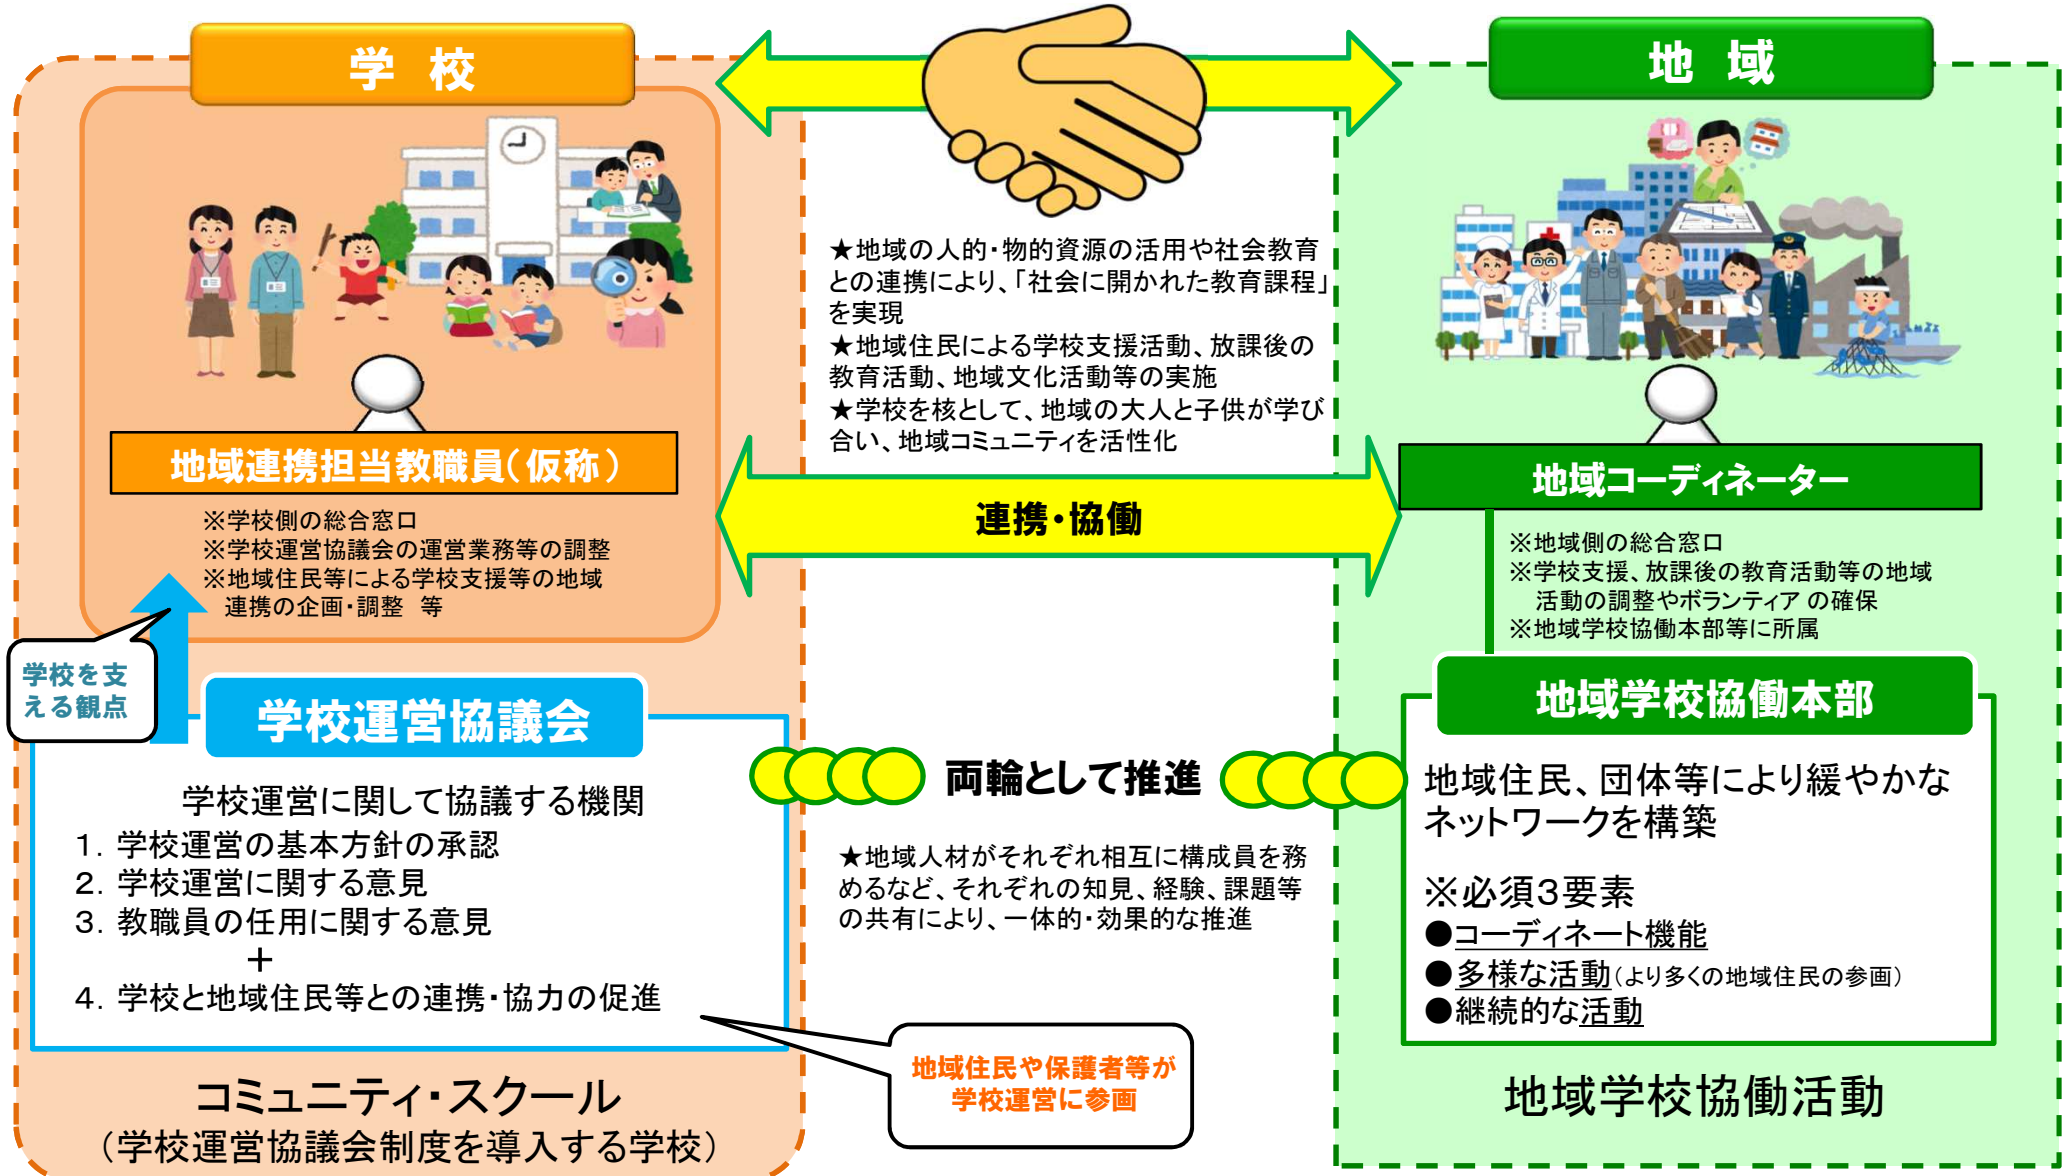 学 校
地域連携担当教職員（仮称）
※学校側の総合窓口
※学校運営協議会の運営業務等の調整
※地域住民等による学校支援等の地域
連携の企画・調整 等
学校を支
える観点
学校運営協議会
学校運営に関して協議する機関
1. 学校運営の基本方針の承認
2. 学校運営に関する意見
3. 教職員の任用に関する意見
＋
4. 学校と地域住民等との連携・協力の促進
コミュニティ・スクール
（学校運営協議会制度を導入する学校）
★地域の人的・物的資源の活用や社会教育
との連携により、「社会に開かれた教育課程」
を実現
★地域住民による学校支援活動、放課後の
教育活動、地域文化活動等の実施
★学校を核として、地域の大人と子供が学び
合い、地域コミュニティを活性化
連携・協働
両輪として推進
★地域人材がそれぞれ相互に構成員を務
めるなど、それぞれの知見、経験、課題等
の共有により、一体的・効果的な推進
地域住民や保護者等が
学校運営に参画
地 域
地域コーディネーター
※地域側の総合窓口
※学校支援、放課後の教育活動等の地域
活動の調整やボランティア の確保
※地域学校協働本部等に所属
地域学校協働本部
地域住民、団体等により緩やかな
ネットワークを構築
※必須３要素
●コーディネート機能
●多様な活動（より多くの地域住民の参画）
●継続的な活動
地域学校協働活動